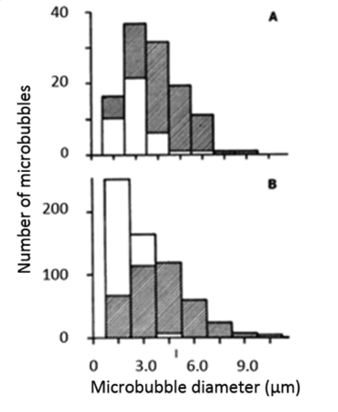 A
40
20
0
B
200
100
0
Number of microbubbles
0 3.0 6.0 9.0
Microbubble diameter (μm)